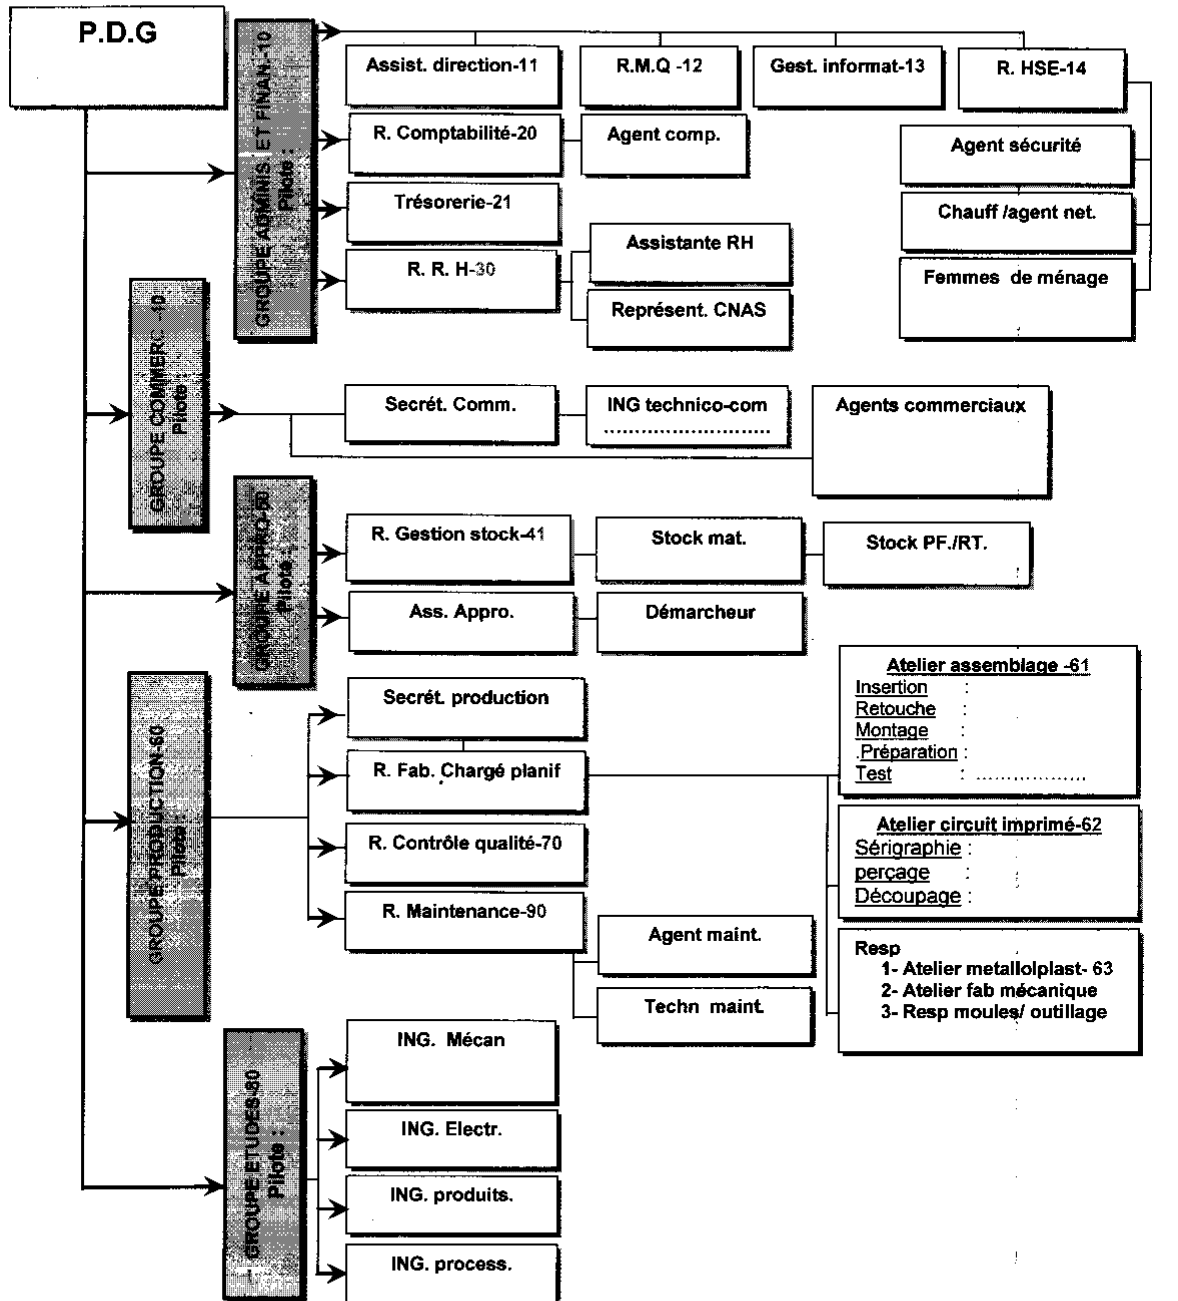 P.D.G
GROUPE ADMINIS. ET FINAN.-10
Pilote :
Assist. direction-11
R.M.Q -12
Gest. informat-13
R. HSE-14
R. Comptabilité-20
Agent comp.
Agent sécurité
Trésorerie-21
Chauff /agent net.
R. R. H-30
Assistante RH
Femmes de ménage
Représent. CNAS
GROUPE COMMERC. -10
Pilote :
Secrét. Comm.
ING technico-com
............................
Agents commerciaux
GROUPE APPRO-
Pilote :
R. Gestion stock-41
Stock mat.
Stock PF./RT.
Ass. Appro.
Démarcheur
GROUPE PRODUCTION-60
Pilote :
Secrét. production
R. Fab. Chargé planif
R. Contrôle qualité-70
R. Maintenance-90
Agent maint.
Techn maint.
Atelier assemblage -61
Insertion :
Retouche :
Montage :
.Préparation :
Test : ..................
Atelier circuit imprimé-62
Sérigraphie :
perçage :
Découpage :
Resp
1- Atelier metallolplast- 63
2- Atelier fab mécanique
3- Resp moules/ outillage
GROUPE ETUDES-80
Pilote :
ING. Mécan
ING. Electr.
ING. produits.
ING. process.